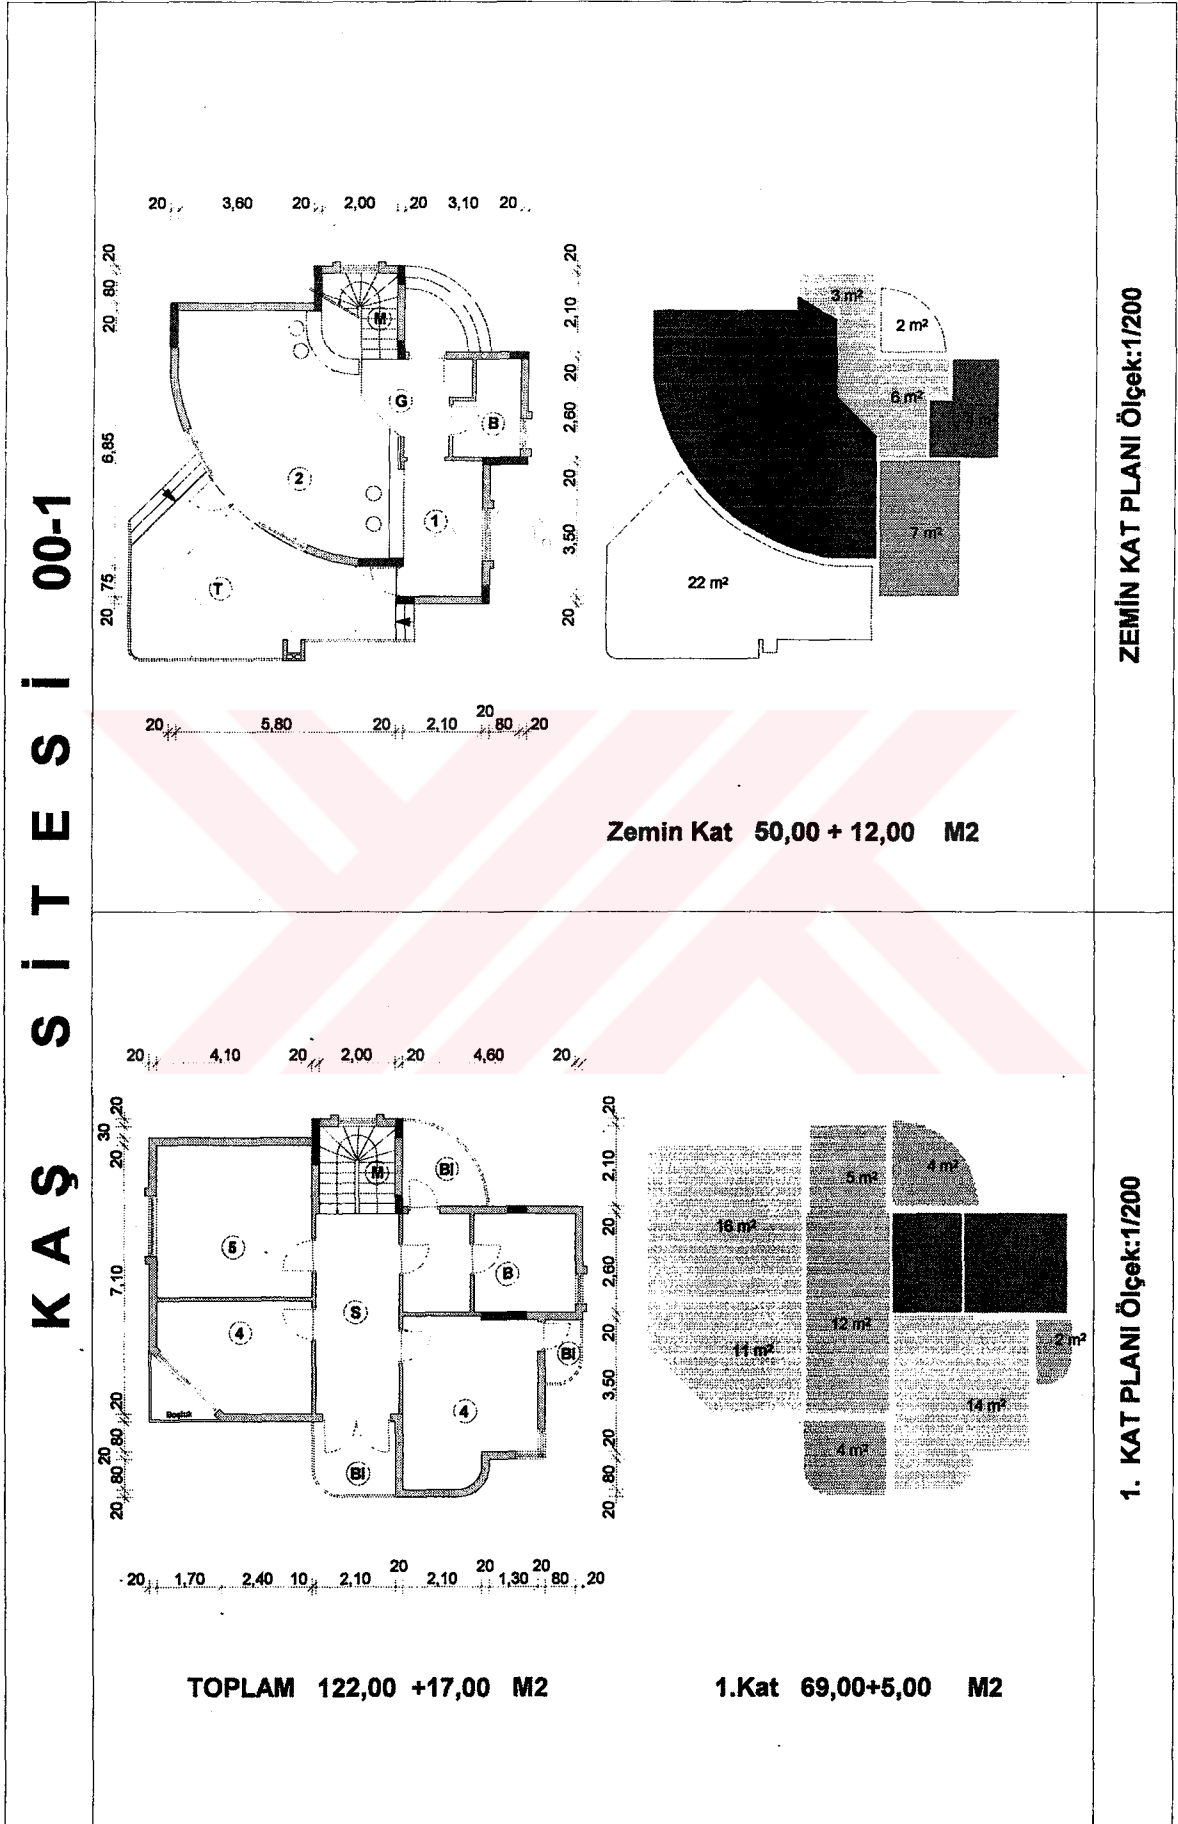 KAŞ SİTESİ 00-1
20 3,60 20 2,00 20 3,10 20
20 80 20 6,85 75 20
M
G
B
2
1
T
20 2,10 20 2,60 20 3,50 20
20 5,80 20 2,10 20 80 20
3 m²
2 m²
6 m²
7 m²
22 m²
Zemin Kat 50,00 + 12,00 M2
ZEMİN KAT PLANI Ölçek:1/200
20 4,10 20 2,00 20 4,60 20
20 30 20 7,10 20 80 20 80 20
M
Bl
5
B
S
4
Bl
4
Boşluk
Bl
20 2,10 20 2,60 20 3,50 20 80 20
20 1,70 2,40 10 2,10 20 2,10 20 1,30 20 80 20
5 m²
4 m²
16 m²
12 m²
11 m²
2 m²
14 m²
4 m²
TOPLAM 122,00 +17,00 M2
1.Kat 69,00+5,00 M2
1. KAT PLANI Ölçek:1/200